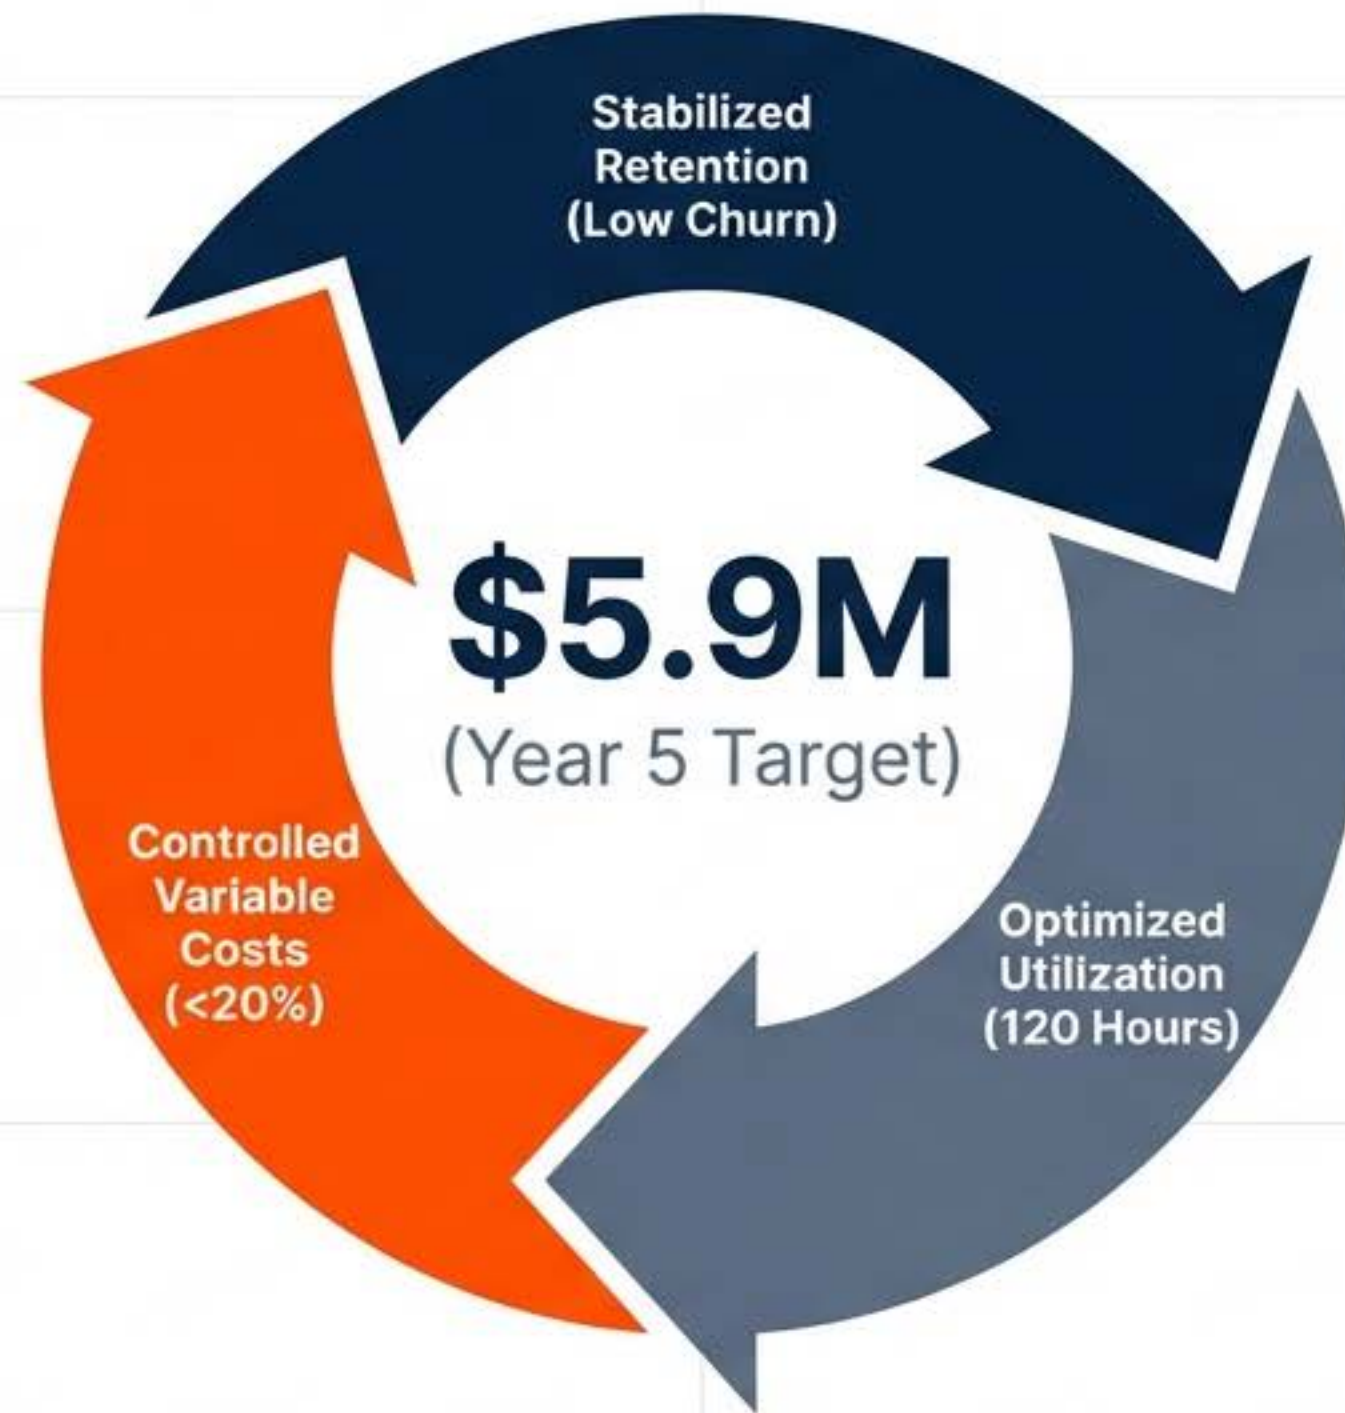 Stabilized
Retention
(Low Churn)
$5.9M
(Year 5 Target)
Controlled
Variable
Costs
(<20%)
Optimized
Utilization
(120 Hours)